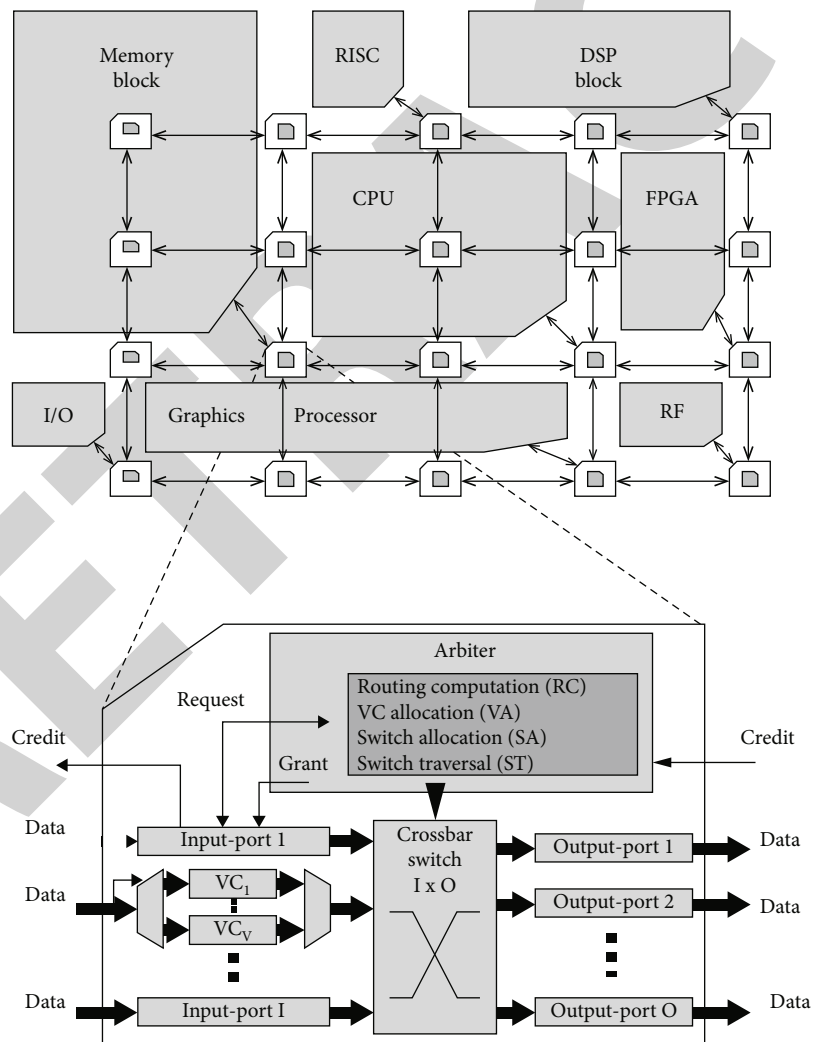 Memory
block
RISC
DSP
block
CPU
FPGA
I/O
Graphics Processor
RF
Arbiter
Routing computation (RC)
VC allocation (VA)
Switch allocation (SA)
Switch traversal (ST)
Request
Credit
Grant
Credit
Data
Input-port 1
Crossbar
switch
I x O
Output-port 1
Data
Data
VC1
VCV
Output-port 2
Data
Data
Input-port I
Output-port O
Data